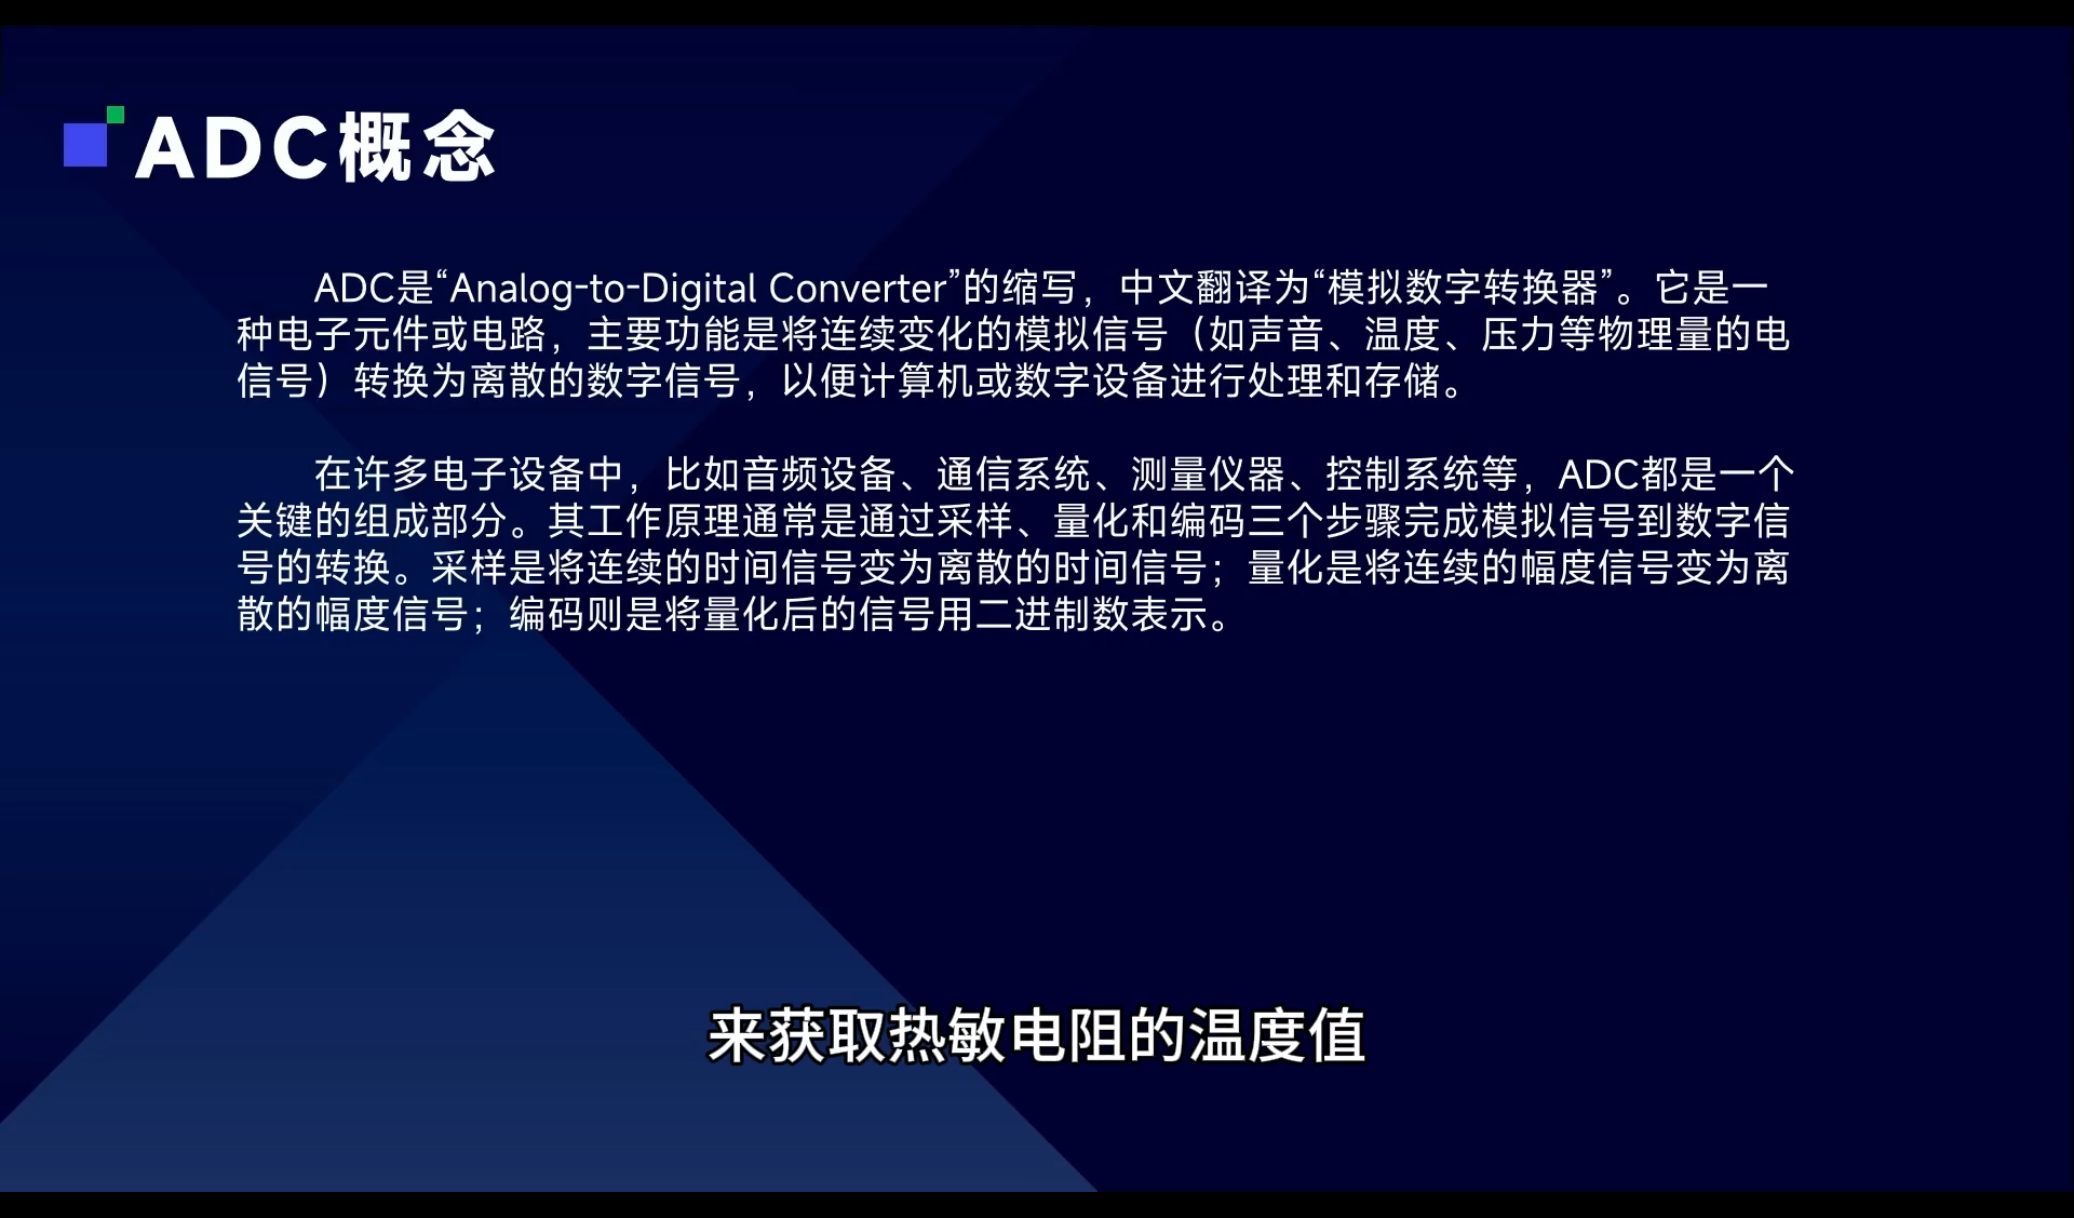 ADC概念
ADC是“Analog-to-Digital Converter”的缩写，中文翻译为“模拟数字转换器”。它是一
种电子元件或电路，主要功能是将连续变化的模拟信号（如声音、温度、压力等物理量的电
信号）转换为离散的数字信号，以便计算机或数字设备进行处理和存储。
在许多电子设备中，比如音频设备、通信系统、测量仪器、控制系统等，ADC都是一个
关键的组成部分。其工作原理通常是通过采样、量化和编码三个步骤完成模拟信号到数字信
号的转换。采样是将连续的时间信号变为离散的时间信号；量化是将连续的幅度信号变为离
散的幅度信号；编码则是将量化后的信号用二进制数表示。
来获取热敏电阻的温度值